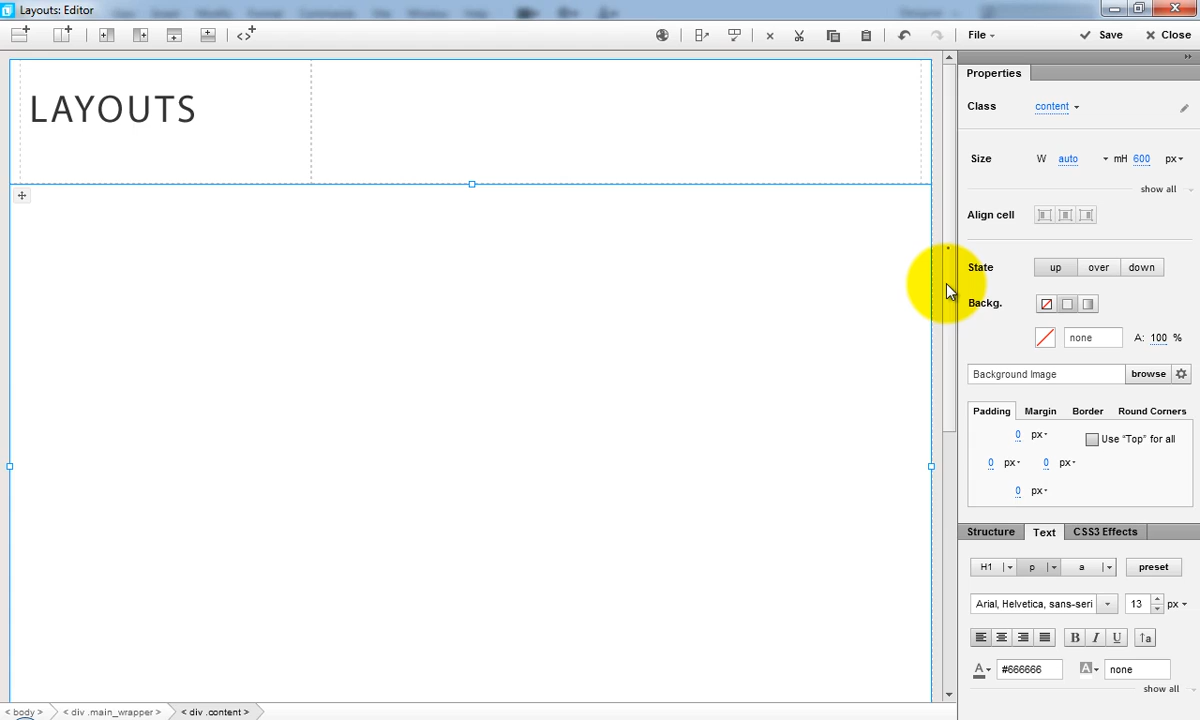 Layouts: Editor
File
Save
Close
LAYOUTS
Properties
Class
content
Size
W
auto
mH
600
px
show all
Align cell
State
up
over
down
Backg.
none
A:
100
%
Background Image
browse
Padding
Margin
Border
Round Corners
0
px
Use "Top" for all
0
px
0
px
0
px
Structure
Text
CSS3 Effects
H1
p
a
preset
Arial, Helvetica, sans-seri
13
px
B
I
U
↑a
A
#666666
A
none
show all
< body >
< div .main_wrapper >
< div .content >